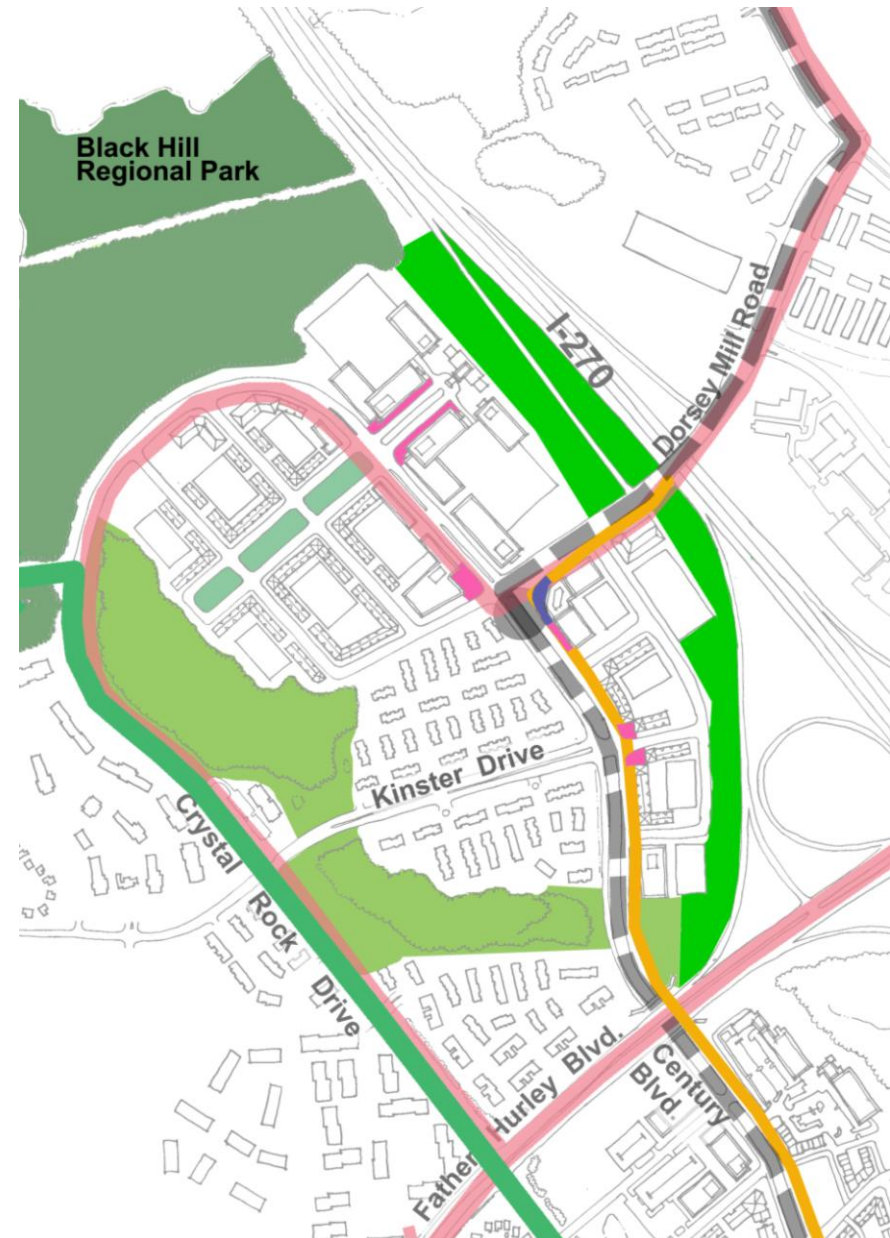 Black Hill
Regional Park
I-270
Dorsey Mill Road
Kinster Drive
Crystal Rock Drive
Father Hurley Blvd.
Century
Blvd.